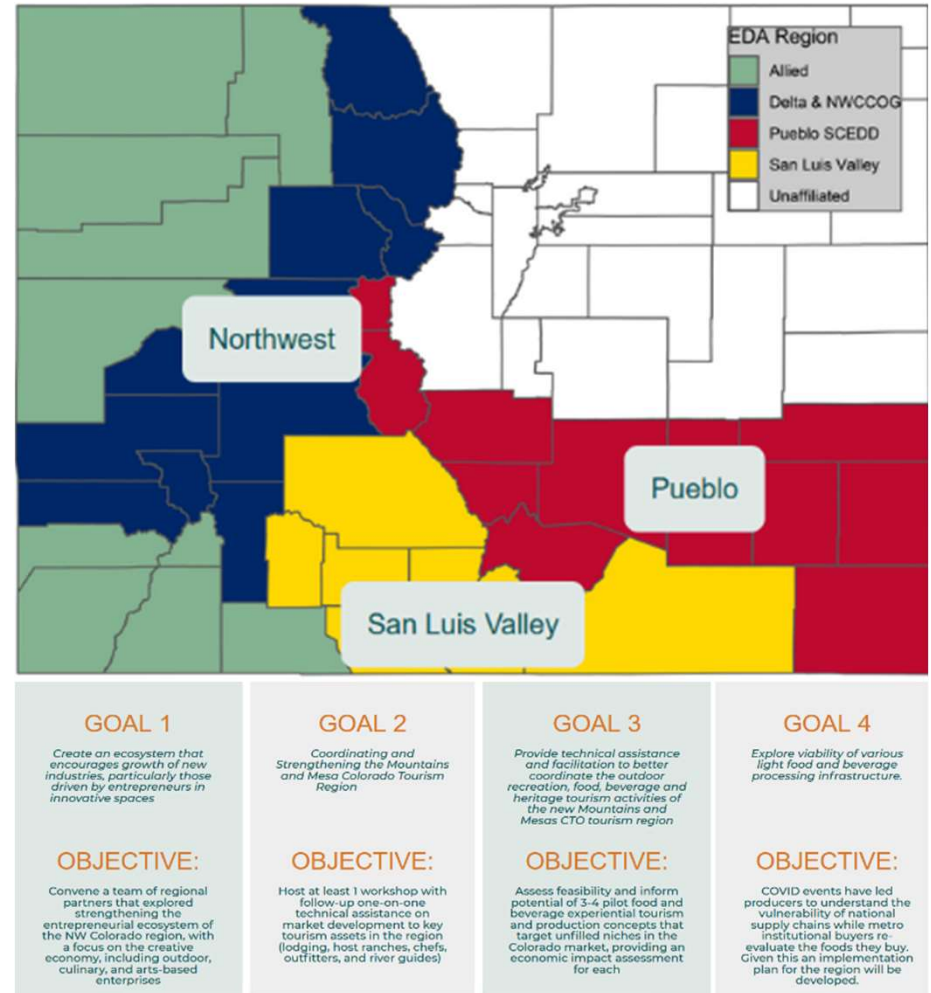 EDA Region
Allied
Delta & NWCCOG
Pueblo SCEDD
San Luis Valley
Unaffiliated
Northwest
Pueblo
San Luis Valley
GOAL 1
Create an ecosystem that
encourages growth of new
industries, particularly those
driven by entrepreneurs in
innovative spaces
OBJECTIVE:
Convene a team of regional
partners that explored
strengthening the
entrepreneurial ecosystem of
the NW Colorado region, with
a focus on the creative
economy, including outdoor,
culinary, and arts-based
enterprises
GOAL 2
Coordinating and
Strengthening the Mountains
and Mesa Colorado Tourism
Region
OBJECTIVE:
Host at least 1 workshop with
follow-up one-on-one
technical assistance on
market development to key
tourism assets in the region
(lodging, host ranches, chefs,
outfitters, and river guides)
GOAL 3
Provide technical assistance
and facilitation to better
coordinate the outdoor
recreation, food, beverage and
heritage tourism activities of
the new Mountains and
Mesas CTO tourism region
OBJECTIVE:
Assess feasibility and inform
potential of 3-4 pilot food and
beverage experiential tourism
and production concepts that
target unfilled niches in the
Colorado market, providing an
economic impact assessment
for each
GOAL 4
Explore viability of various
light food and beverage
processing infrastructure.
OBJECTIVE:
COVID events have led
producers to understand the
vulnerability of national
supply chains while metro
institutional buyers re-
evaluate the foods they buy.
Given this an implementation
plan for the region will be
developed.